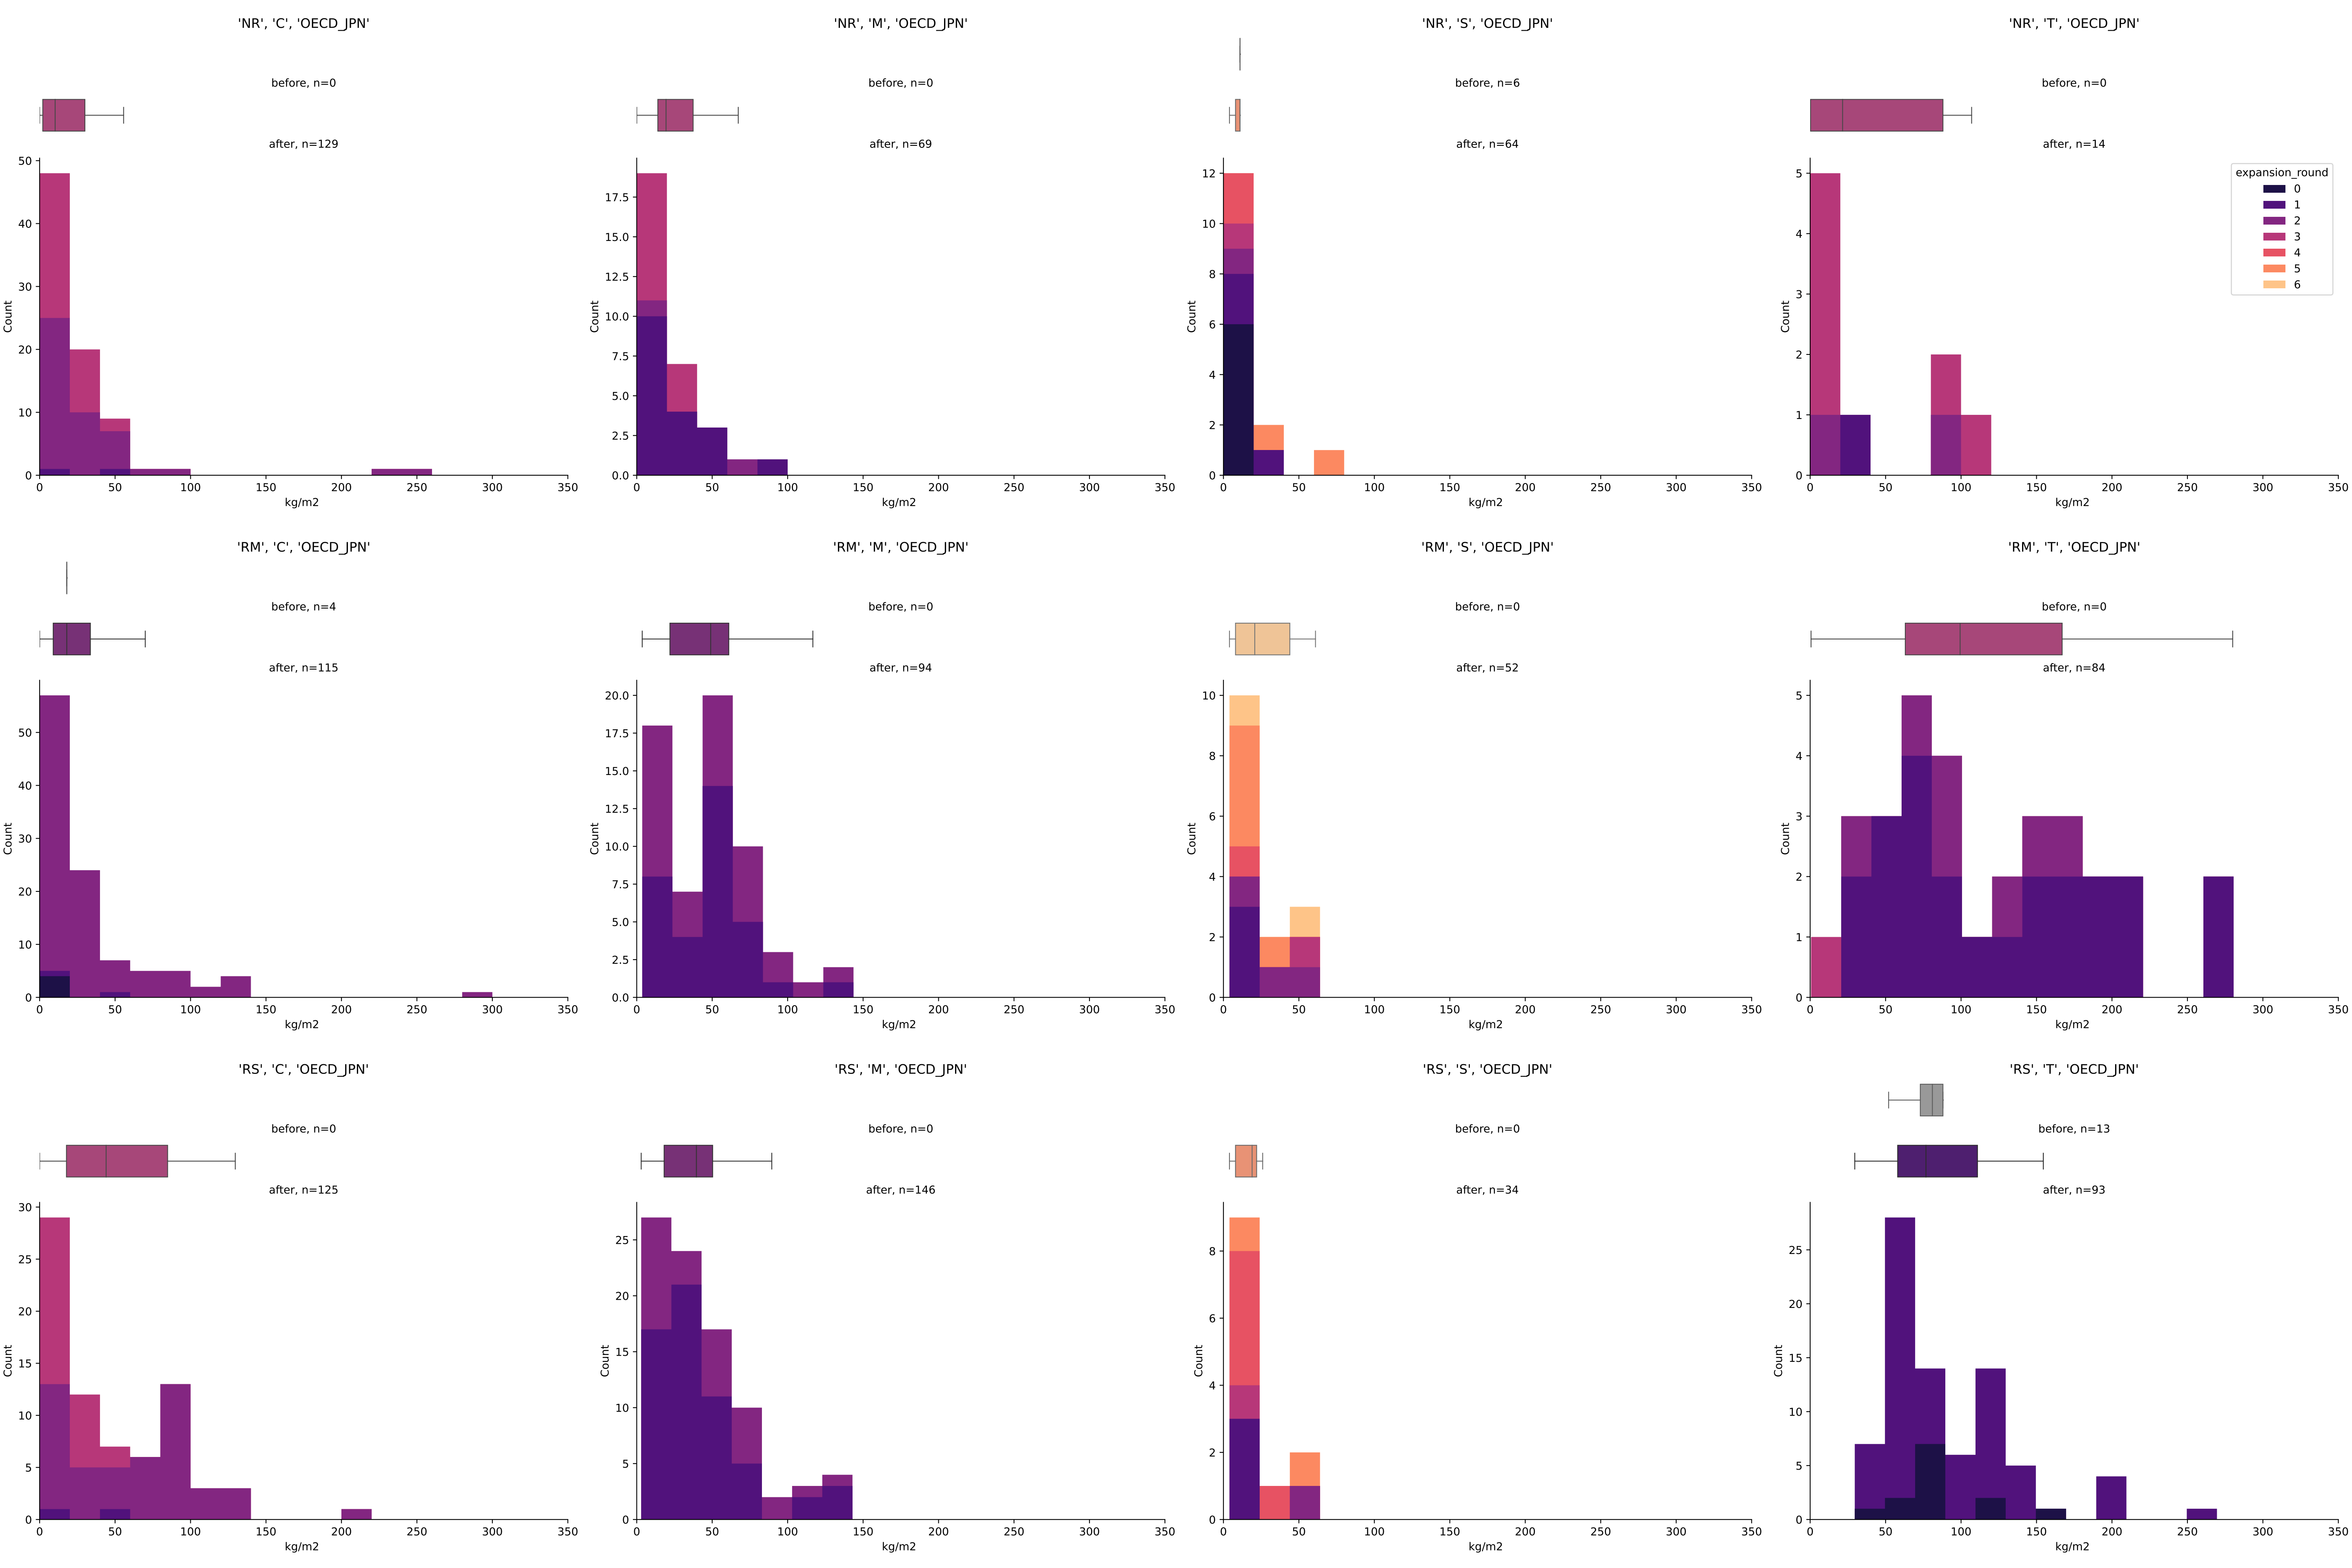 'NR', 'C', 'OECD_JPN'
before, n=0
after, n=129
50
40
30
20
10
0
Count
0 50 100 150 200 250 300 350
kg/m2
'NR', 'M', 'OECD_JPN'
before, n=0
after, n=69
17.5
15.0
12.5
10.0
7.5
5.0
2.5
0.0
Count
0 50 100 150 200 250 300 350
kg/m2
'NR', 'S', 'OECD_JPN'
before, n=6
after, n=64
12
10
8
6
4
2
0
Count
0 50 100 150 200 250 300 350
kg/m2
'NR', 'T', 'OECD_JPN'
before, n=0
after, n=14
5
4
3
2
1
0
Count
0 50 100 150 200 250 300 350
kg/m2
expansion_round
0
1
2
3
4
5
6
'RM', 'C', 'OECD_JPN'
before, n=4
after, n=115
50
40
30
20
10
0
Count
0 50 100 150 200 250 300 350
kg/m2
'RM', 'M', 'OECD_JPN'
before, n=0
after, n=94
20.0
17.5
15.0
12.5
10.0
7.5
5.0
2.5
0.0
Count
0 50 100 150 200 250 300 350
kg/m2
'RM', 'S', 'OECD_JPN'
before, n=0
after, n=52
10
8
6
4
2
0
Count
0 50 100 150 200 250 300 350
kg/m2
'RM', 'T', 'OECD_JPN'
before, n=0
after, n=84
5
4
3
2
1
0
Count
0 50 100 150 200 250 300 350
kg/m2
'RS', 'C', 'OECD_JPN'
before, n=0
after, n=125
30
25
20
15
10
5
0
Count
0 50 100 150 200 250 300 350
kg/m2
'RS', 'M', 'OECD_JPN'
before, n=0
after, n=146
25
20
15
10
5
0
Count
0 50 100 150 200 250 300 350
kg/m2
'RS', 'S', 'OECD_JPN'
before, n=0
after, n=34
8
6
4
2
0
Count
0 50 100 150 200 250 300 350
kg/m2
'RS', 'T', 'OECD_JPN'
before, n=13
after, n=93
25
20
15
10
5
0
Count
0 50 100 150 200 250 300 350
kg/m2